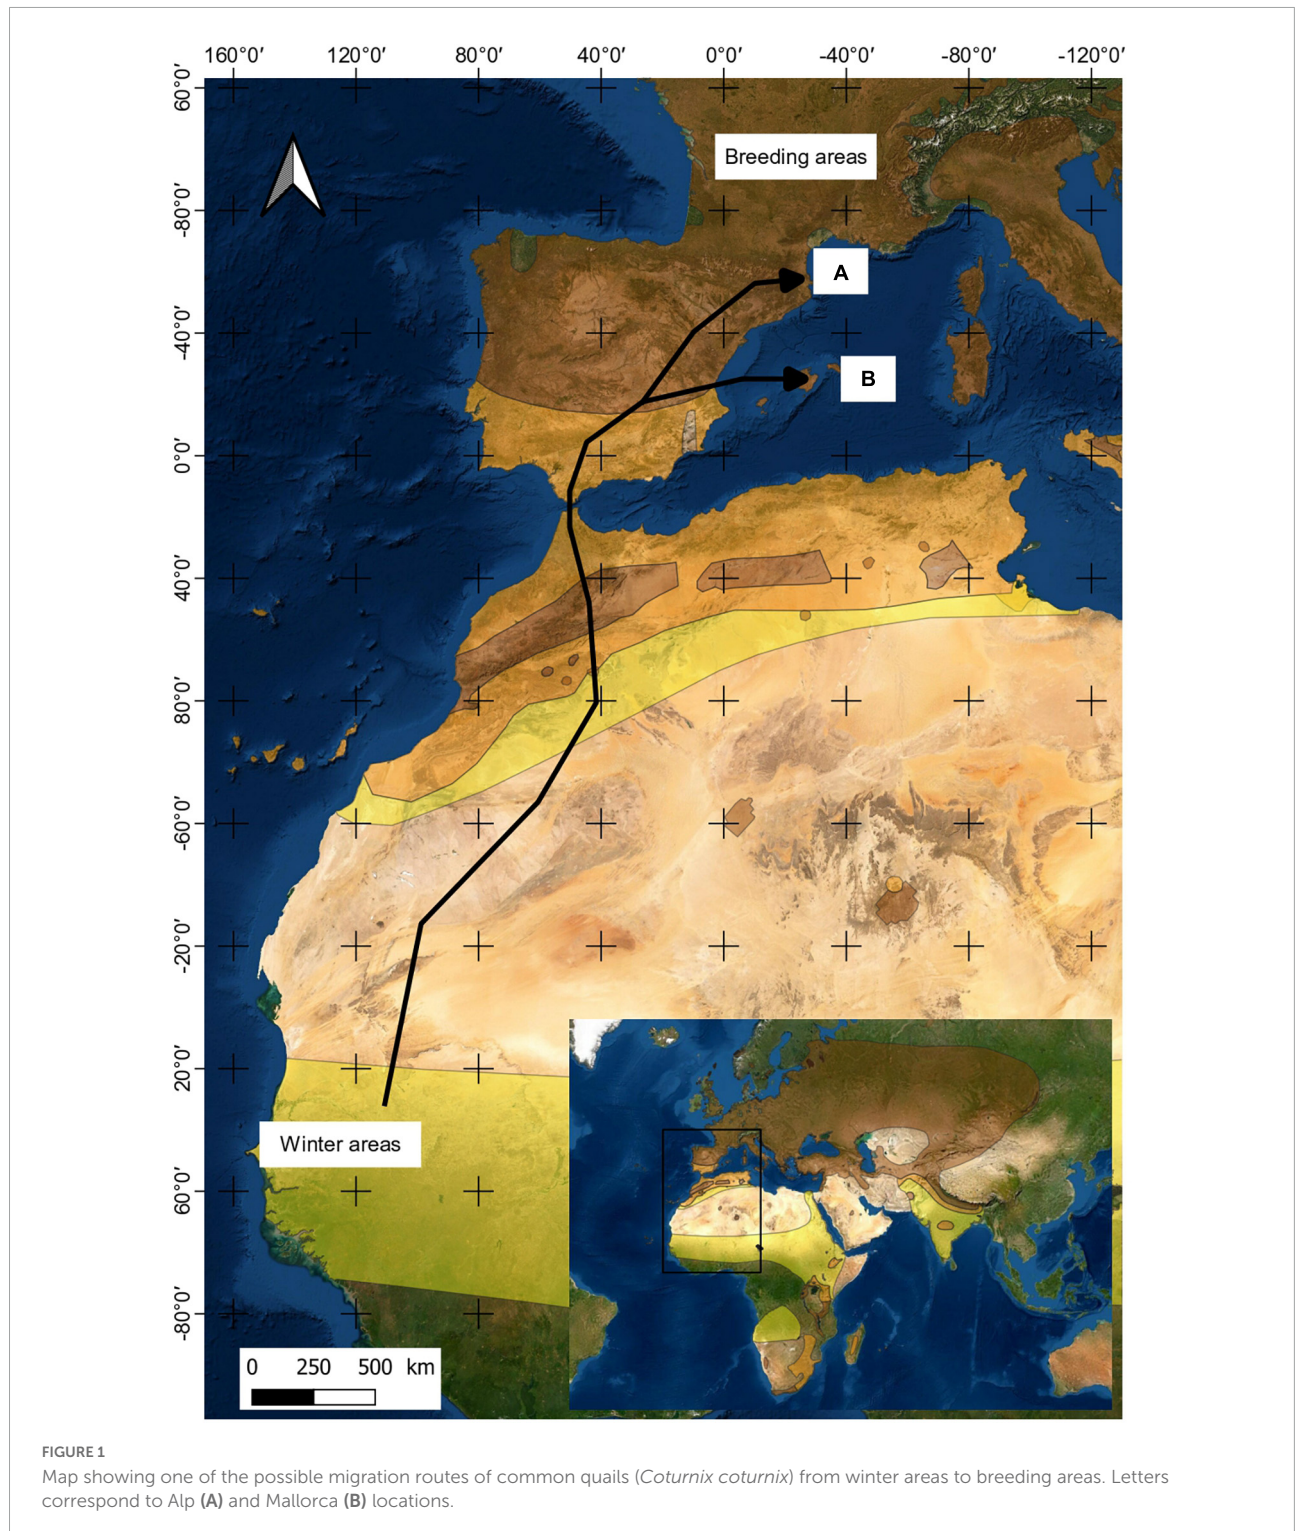 160°0′ 120°0′ 80°0′ 40°0′ 0°0′ -40°0′ -80°0′ -120°0′
60°0′
Breeding areas
-80°0′
A
-40°0′
B
0°0′
40°0′
80°0′
-60°0′
-20°0′
20°0′
Winter areas
60°0′
-80°0′
0 250 500 km
FIGURE 1
Map showing one of the possible migration routes of common quails (Coturnix coturnix) from winter areas to breeding areas. Letters
correspond to Alp (A) and Mallorca (B) locations.